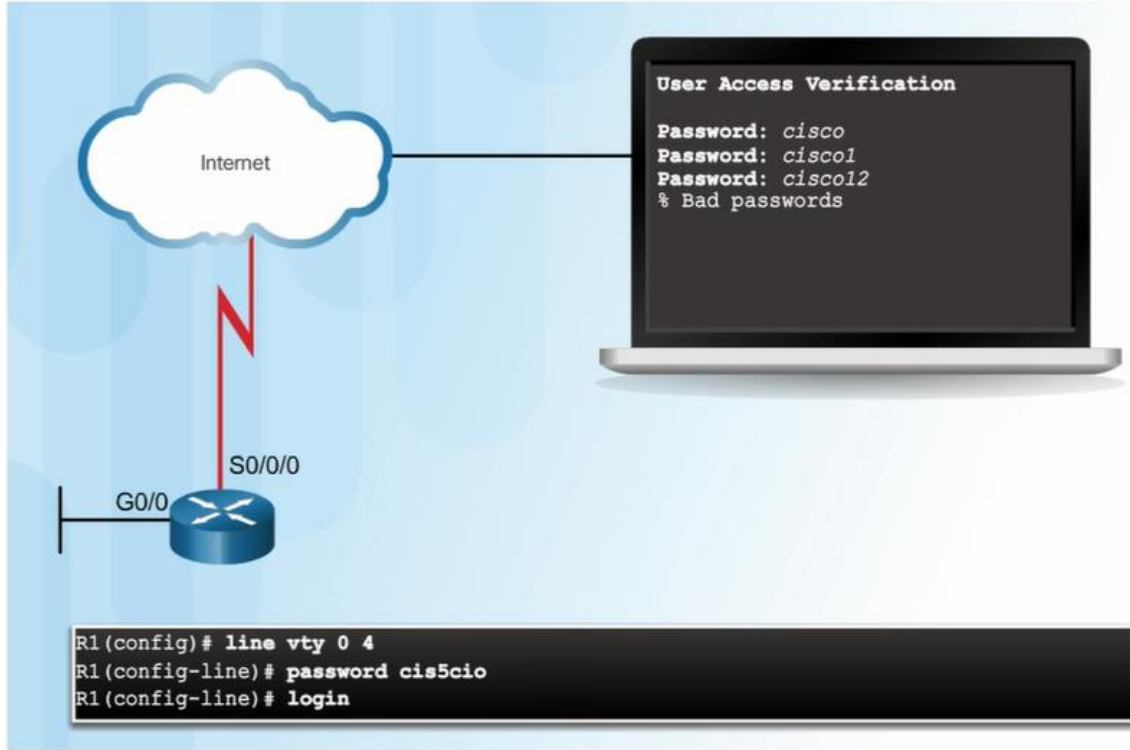 Internet
User Access Verification
Password: cisco
Password: cisco1
Password: cisco12
% Bad passwords
S0/0/0
G0/0
R1(config)# line vty 0 4
R1(config-line)# password cis5cio
R1(config-line)# login